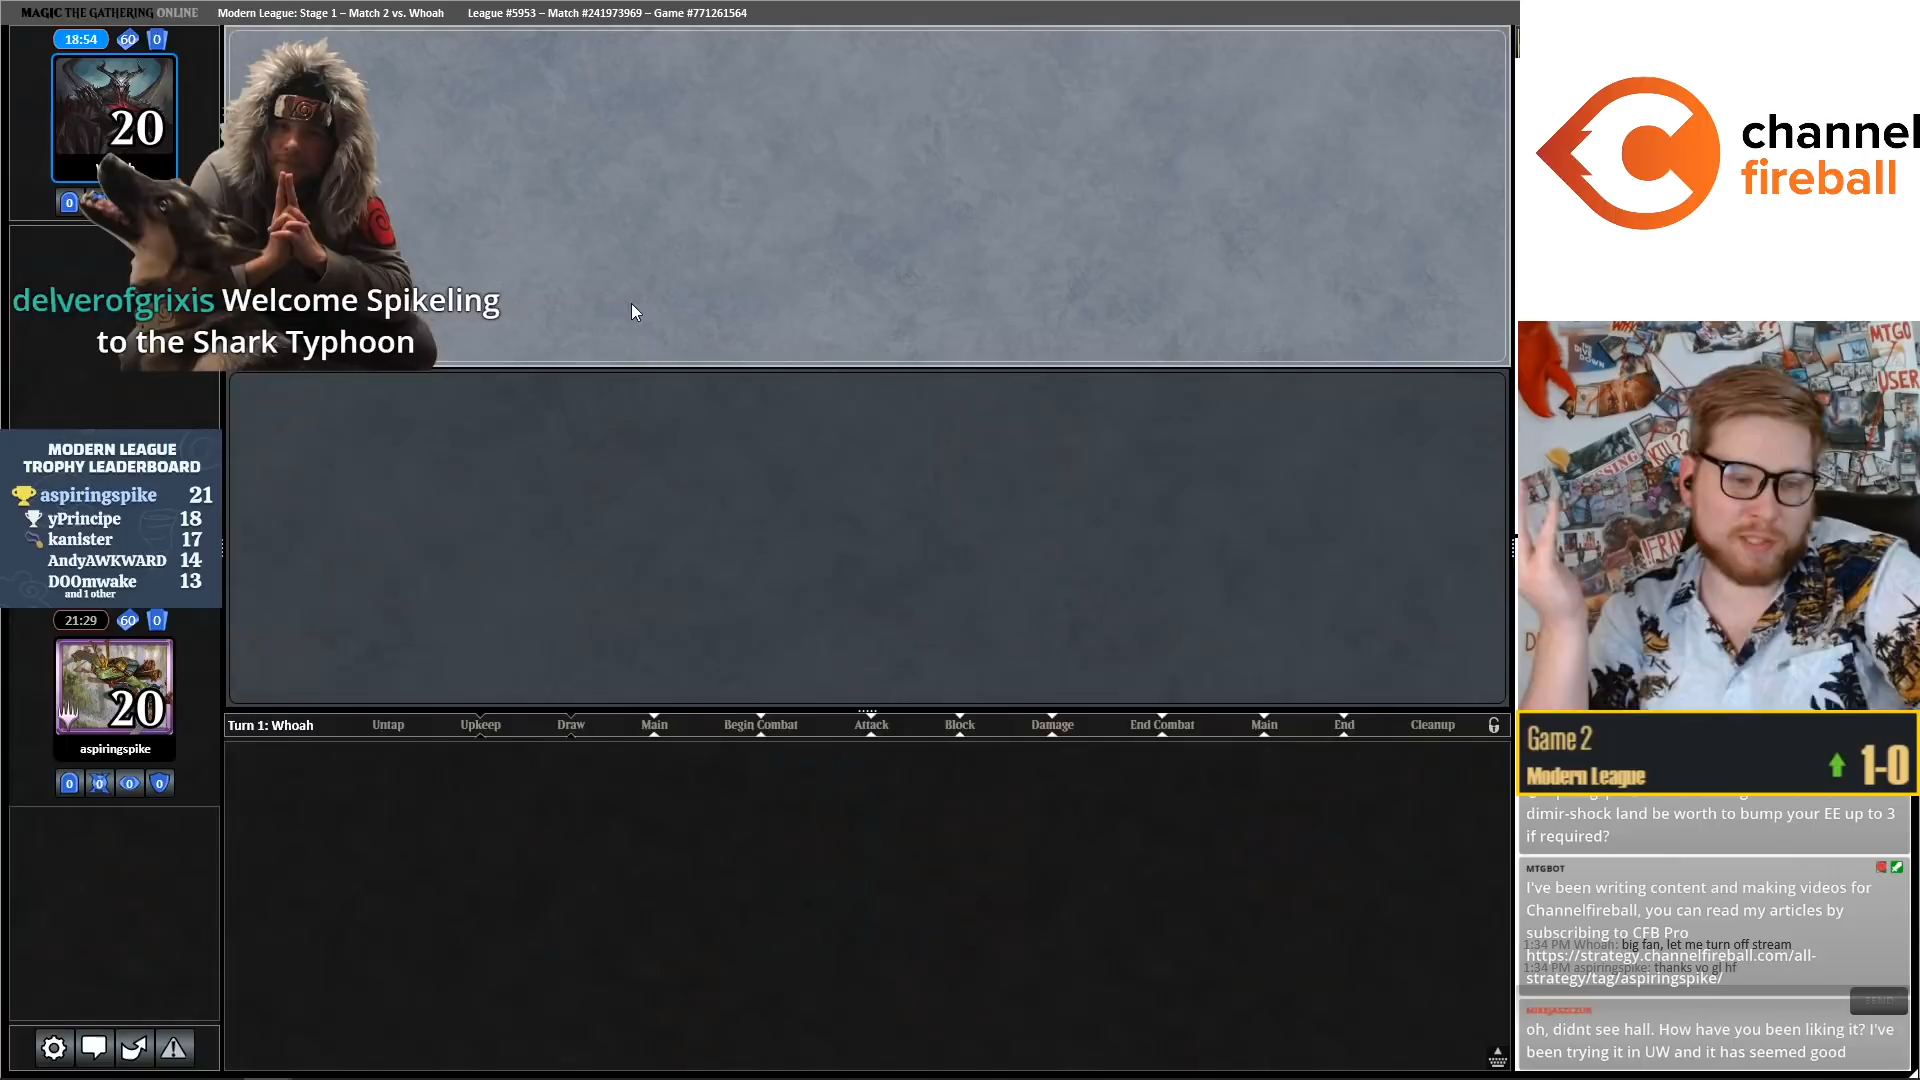 MAGIC THE GATHERING ONLINE
Modern League: Stage 1 – Match 2 vs. Whoah
League #5953 – Match #241973969 – Game #771261564
18:54
60
0
20
0
delverofgrixis Welcome Spikeling
to the Shark Typhoon
MODERN LEAGUE
TROPHY LEADERBOARD
aspiringspike 21
yPrincipe 18
kanister 17
AndyAWKWARD 14
D00mwake 13
and 1 other
21:29
60
0
20
aspiringspike
0
0
0
0
Turn 1: Whoah
Untap
Upkeep
Draw
Main
Begin Combat
Attack
Block
Damage
End Combat
Main
End
Cleanup
channel
fireball
MTGO
USER
Game 2
Modern League
1-0
dimir-shock land be worth to bump your EE up to 3
if required?
MTGBOT
I've been writing content and making videos for
Channelfireball, you can read my articles by
subscribing to CFB Pro
1:34 PM Whoah: big fan, let me turn off stream
https://strategy.channelfireball.com/all-
1:34 PM aspiringspike: thanks yo gl hf
strategy/tag/aspiringspike/
SEND
oh, didnt see hall. How have you been liking it? I've
been trying it in UW and it has seemed good